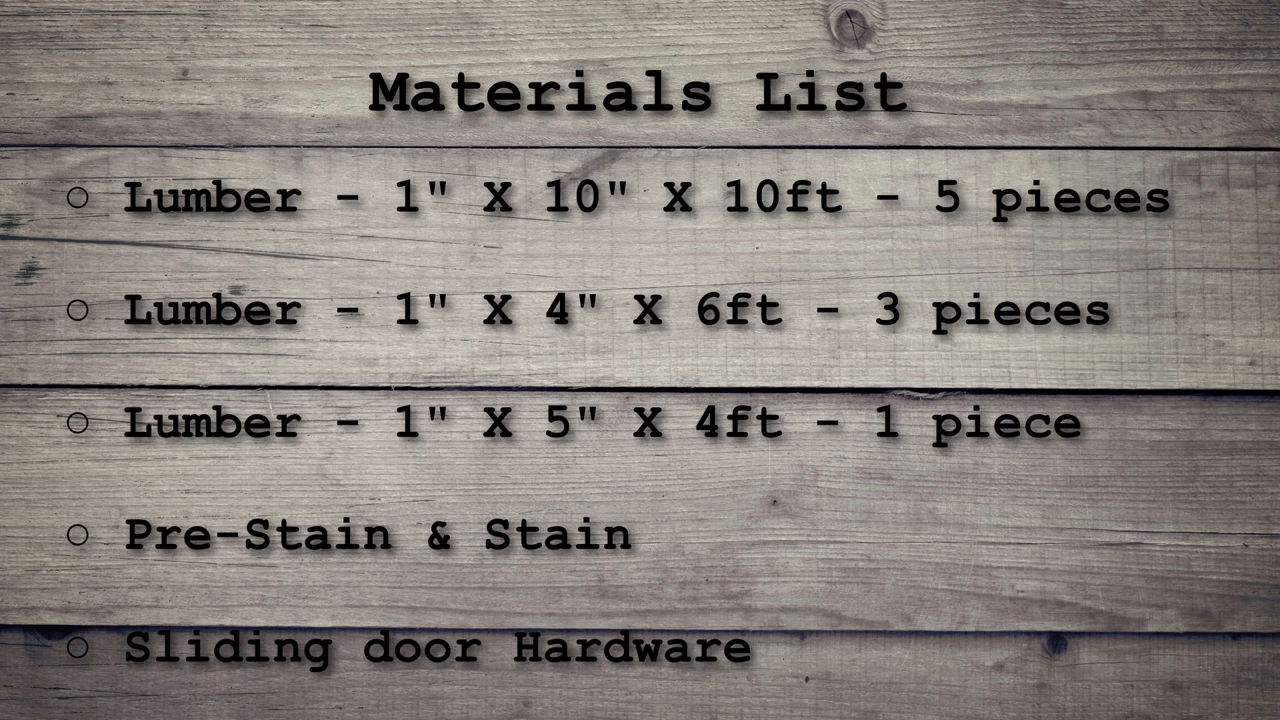 Materials List
○ Lumber - 1" X 10" X 10ft - 5 pieces
○ Lumber - 1" X 4" X 6ft - 3 pieces
○ Lumber - 1" X 5" X 4ft - 1 piece
○ Pre-Stain & Stain
○ Sliding door Hardware